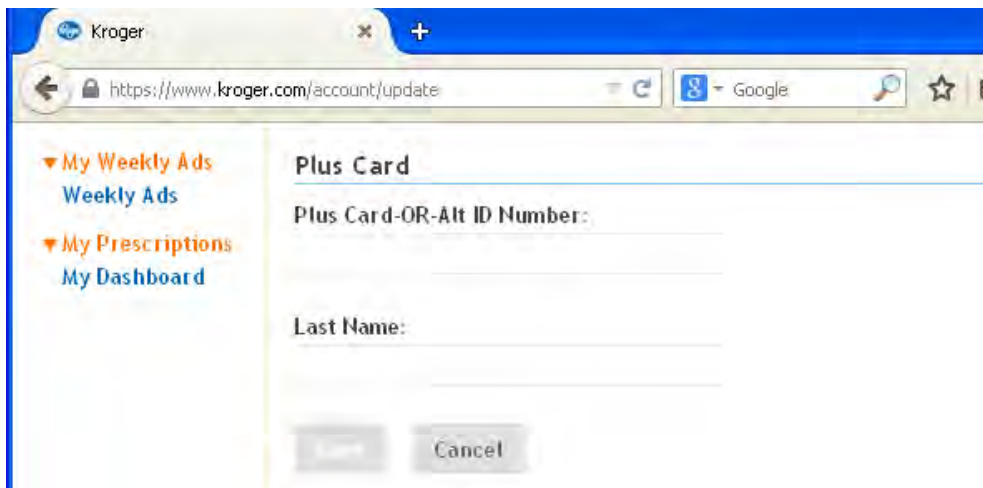 Kroger
https://www.kroger.com/account/update
Google
My Weekly Ads
Weekly Ads
My Prescriptions
My Dashboard
Plus Card
Plus Card-OR-Alt ID Number:
Last Name:
Cancel